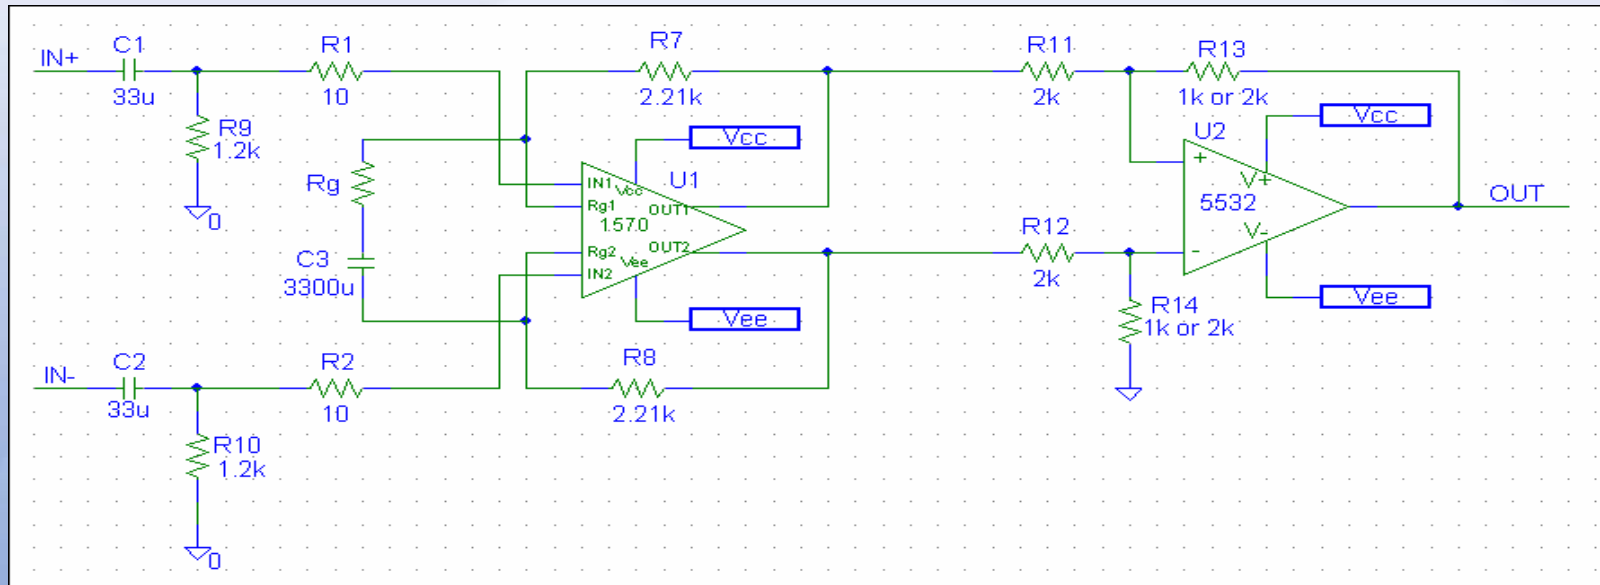 IN+
C1
33u
R1
10
R9
1.2k
0
R7
2.21k
Vcc
Rg
C3
3300u
U1
IN1
Vcc
Rg1
OUT1
1570
Rg2
OUT2
Vee
IN2
Vee
IN-
C2
33u
R2
10
R10
1.2k
0
R8
2.21k
R11
2k
R13
1k or 2k
Vcc
U2
+
V+
5532
V-
-
OUT
R12
2k
Vee
R14
1k or 2k